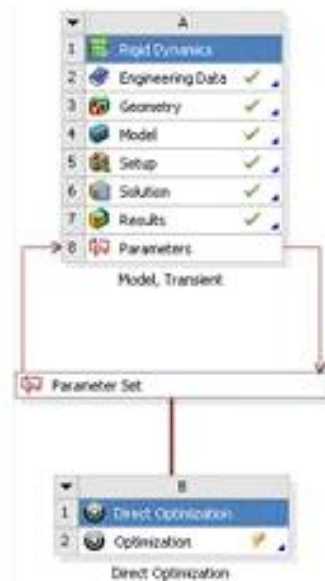 A
1 Rigid Dynamics
2 Engineering Data
3 Geometry
4 Model
5 Setup
6 Solution
7 Results
8 Parameters
Model, Transient
Parameter Set
B
1 Direct Optimization
2 Optimization
Direct Optimization